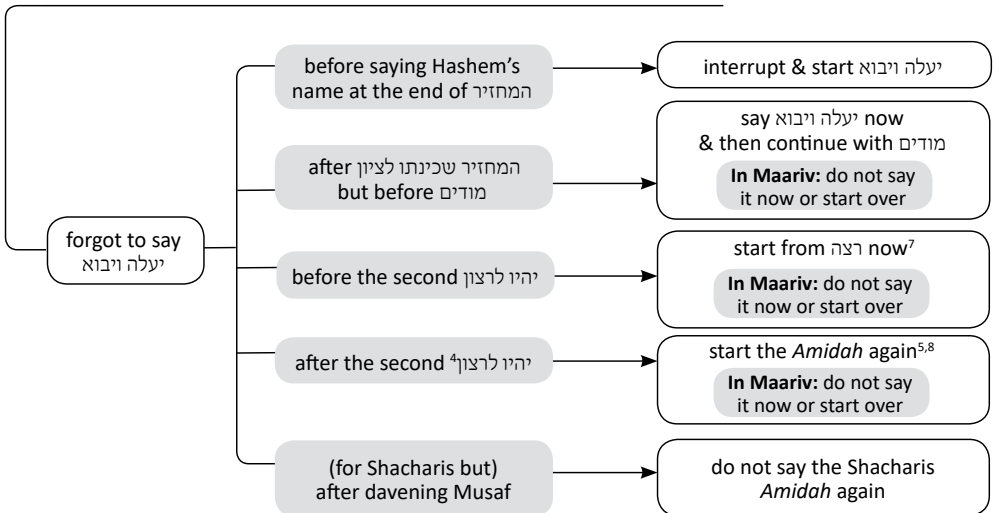 forgot to say
יעלה ויבוא
before saying Hashem’s
name at the end of המחזיר
interrupt & start יעלה ויבוא
after המחזיר שכינתו לציון
but before מודים
say יעלה ויבוא now
& then continue with מודים
In Maariv: do not say
it now or start over
before the second יהיו לרצון
start from רצה now⁷
In Maariv: do not say
it now or start over
after the second ⁴יהיו לרצון
start the Amidah again⁵,⁸
In Maariv: do not say
it now or start over
(for Shacharis but)
after davening Musaf
do not say the Shacharis
Amidah again